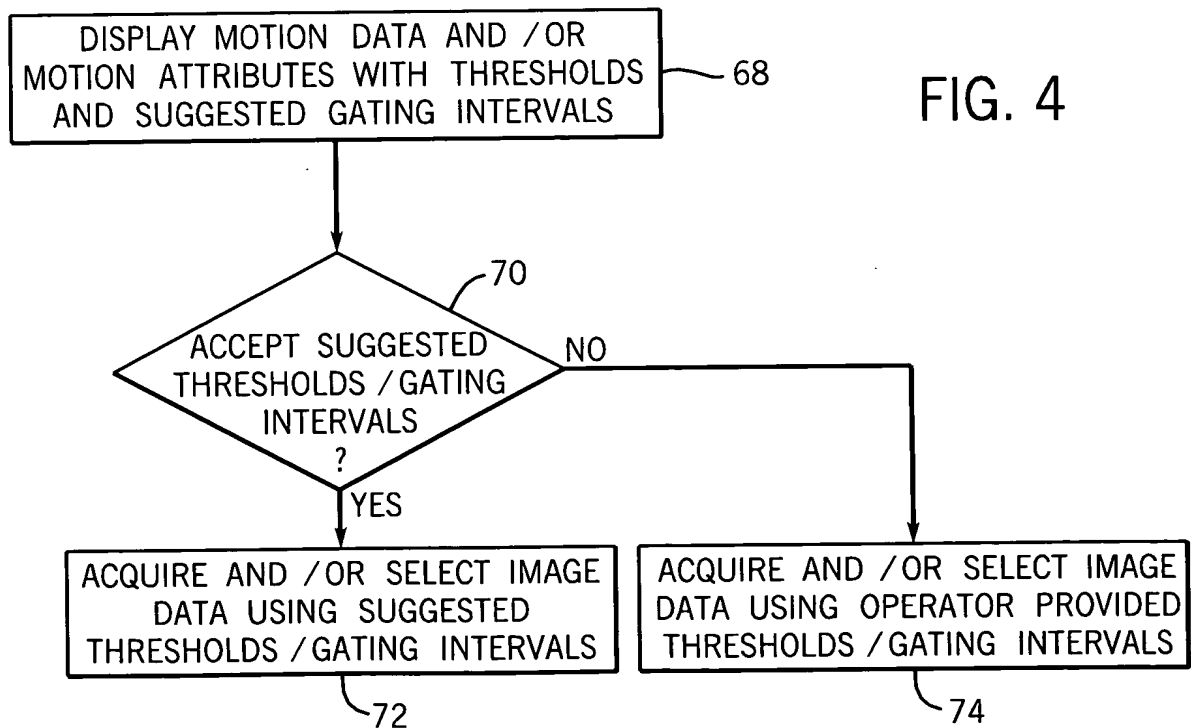 DISPLAY MOTION DATA AND / OR
MOTION ATTRIBUTES WITH THRESHOLDS
AND SUGGESTED GATING INTERVALS
68
FIG. 4
70
ACCEPT SUGGESTED
THRESHOLDS / GATING
INTERVALS
?
NO
YES
ACQUIRE AND / OR SELECT IMAGE
DATA USING SUGGESTED
THRESHOLDS / GATING INTERVALS
72
ACQUIRE AND / OR SELECT IMAGE
DATA USING OPERATOR PROVIDED
THRESHOLDS / GATING INTERVALS
74